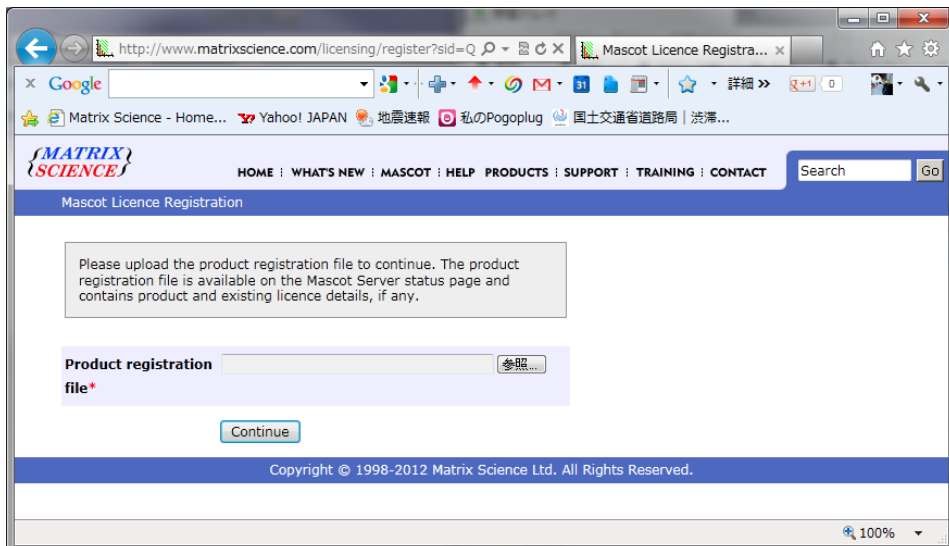 http://www.matrixscience.com/licensing/register?sid=Q
Mascot Licence Registra...
x Google
31
詳細 >>
g+1 0
Matrix Science - Home...
Y7 Yahoo! JAPAN
地震速報
私のPogoplug
国土交通省道路局 | 渋滞...
{MATRIX
SCIENCE}
HOME | WHAT'S NEW | MASCOT | HELP PRODUCTS | SUPPORT | TRAINING | CONTACT
Search Go
Mascot Licence Registration
Please upload the product registration file to continue. The product
registration file is available on the Mascot Server status page and
contains product and existing licence details, if any.
Product registration 参照...
file*
Continue
Copyright © 1998-2012 Matrix Science Ltd. All Rights Reserved.
100%